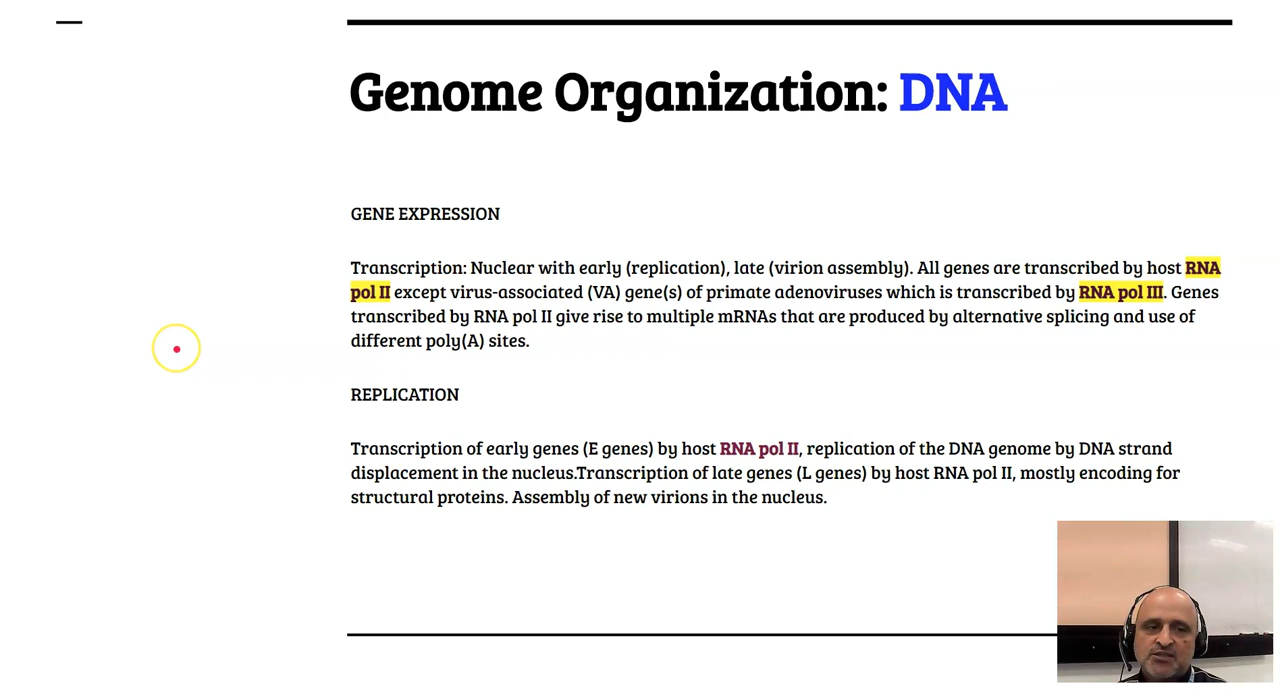 Genome Organization: DNA
GENE EXPRESSION
Transcription: Nuclear with early (replication), late (virion assembly). All genes are transcribed by host RNA
pol II except virus-associated (VA) gene(s) of primate adenoviruses which is transcribed by RNA pol III. Genes
transcribed by RNA pol II give rise to multiple mRNAs that are produced by alternative splicing and use of
different poly(A) sites.
REPLICATION
Transcription of early genes (E genes) by host RNA pol II, replication of the DNA genome by DNA strand
displacement in the nucleus.Transcription of late genes (L genes) by host RNA pol II, mostly encoding for
structural proteins. Assembly of new virions in the nucleus.